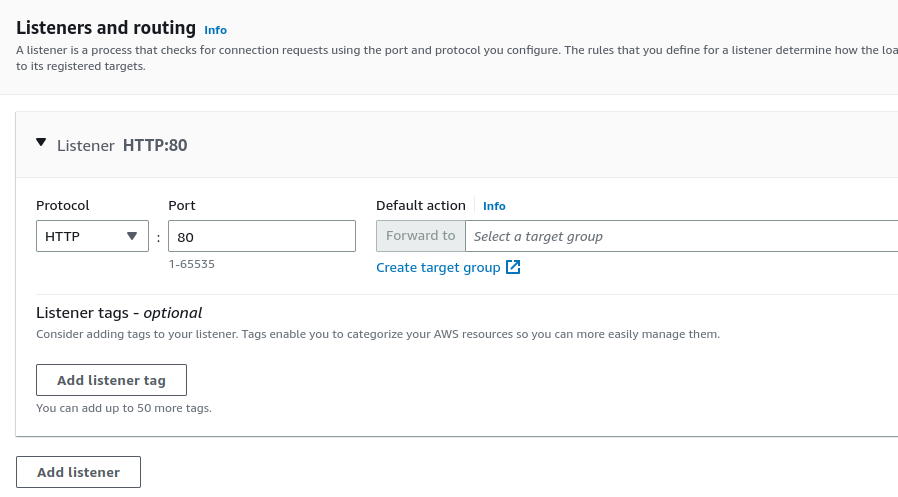 Listeners and routing Info
A listener is a process that checks for connection requests using the port and protocol you configure. The rules that you define for a listener determine how the
to its registered targets.
Listener HTTP:80
Protocol Port Default action Info
HTTP : 80 Forward to Select a target group
1-65535 Create target group
Listener tags - optional
Consider adding tags to your listener. Tags enable you to categorize your AWS resources so you can more easily manage them.
Add listener tag
You can add up to 50 more tags.
Add listener